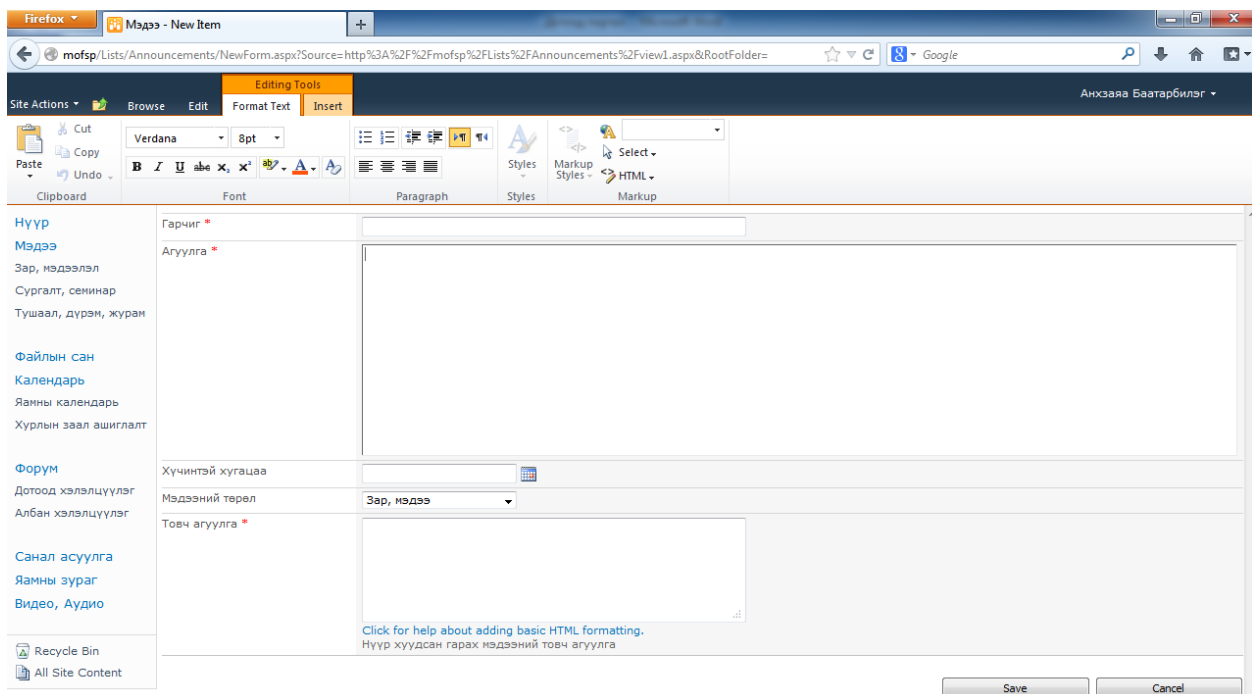 Firefox
Мэдээ - New Item
mofsp/Lists/Announcements/NewForm.aspx?Source=http%3A%2F%2Fmofsp%2FLists%2FAnnouncements%2Fview1.aspx&RootFolder=
Google
Editing Tools
Site Actions Browse Edit Format Text Insert
Анхзаяа Баатарбилэг
Cut
Copy
Undo
Paste
Clipboard
Verdana 8pt
B I U abc x₂ x² ab A A
Font
Paragraph
Styles
Styles
Markup Styles
Select
HTML
Markup
Нүүр
Мэдээ
Зар, мэдээлэл
Сургалт, семинар
Тушаал, дүрэм, журам
Файлын сан
Календарь
Яамны календарь
Хурлын заал ашиглалт
Форум
Дотоод хэлэлцүүлэг
Албан хэлэлцүүлэг
Санал асуулга
Яамны зураг
Видео, Аудио
Recycle Bin
All Site Content
Гарчиг *
Агуулга *
Хүчинтэй хугацаа
Мэдээний төрөл
Зар, мэдээ
Товч агуулга *
Click for help about adding basic HTML formatting.
Нүүр хуудсан гарах мэдээний товч агуулга
Save Cancel